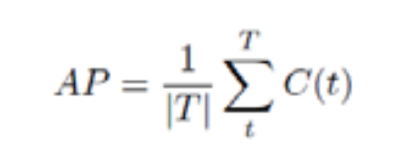 AP = \frac{1}{|T|} \sum_{t}^{T} C(t)